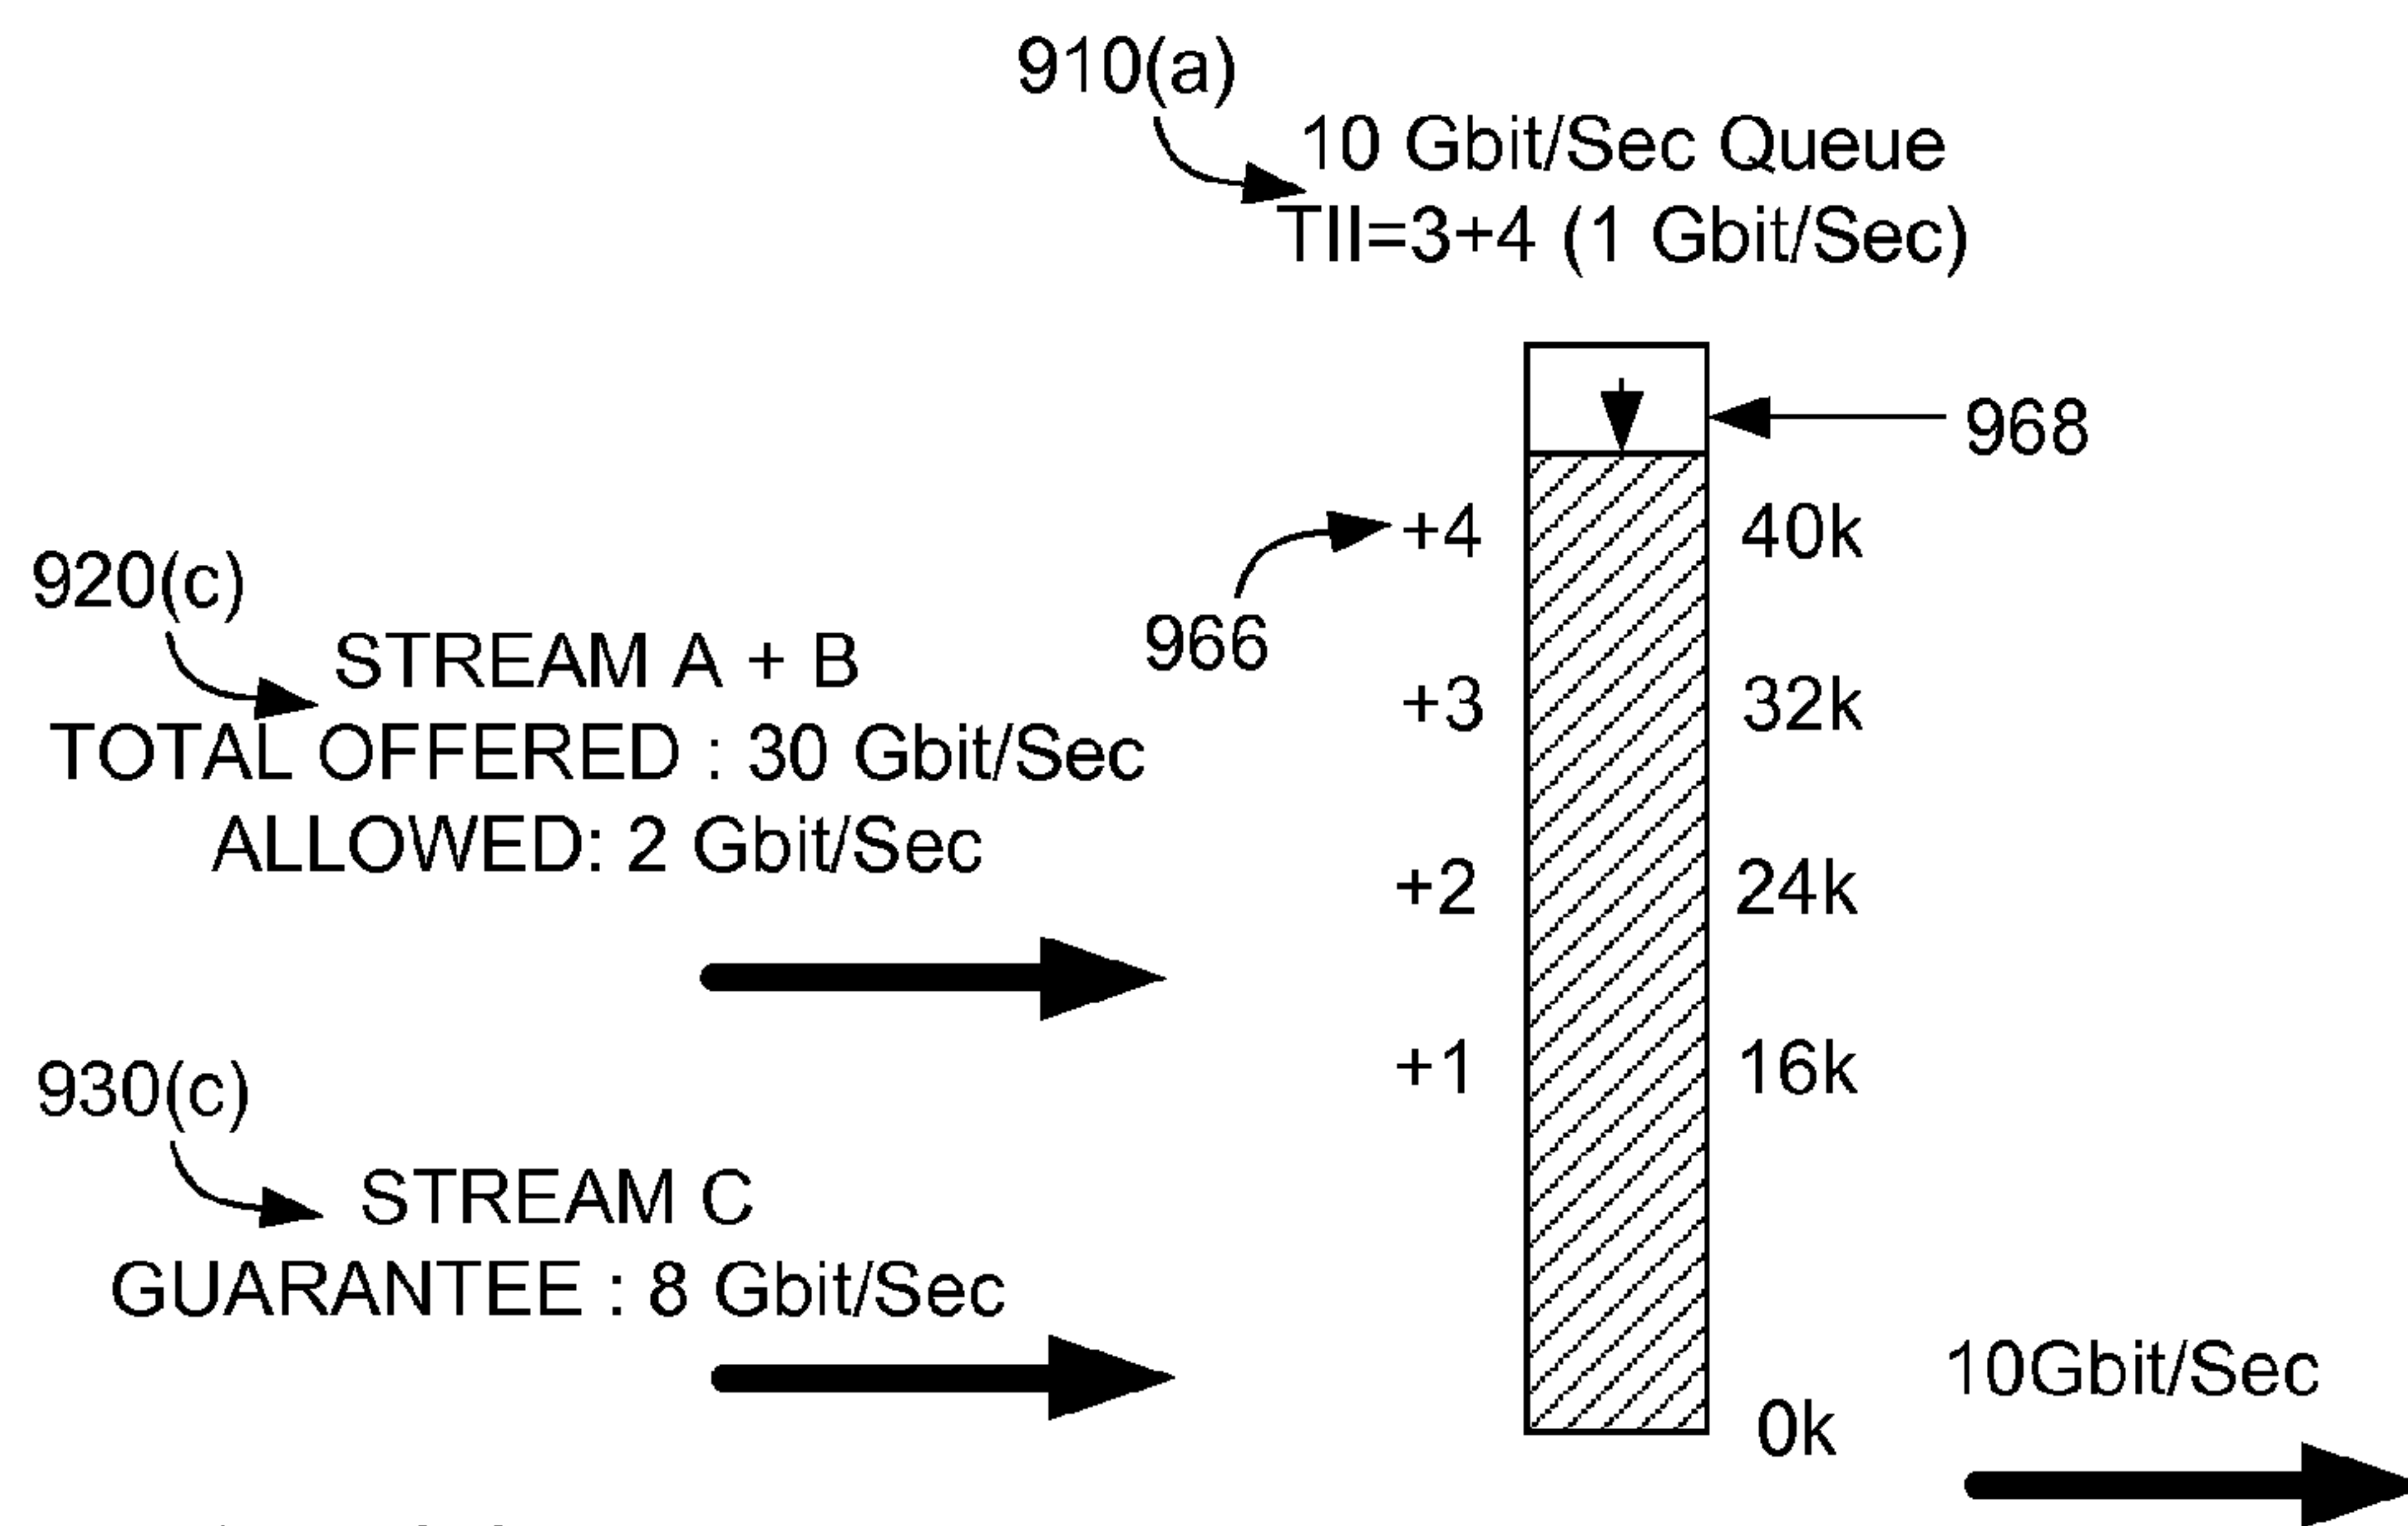 910(a)
10 Gbit/Sec Queue
TII=3+4 (1 Gbit/Sec)
968
+4 40k
920(c)
STREAM A + B
966
+3 32k
TOTAL OFFERED : 30 Gbit/Sec
ALLOWED: 2 Gbit/Sec
+2 24k
+1 16k
930(c)
STREAM C
GUARANTEE : 8 Gbit/Sec
10Gbit/Sec
0k